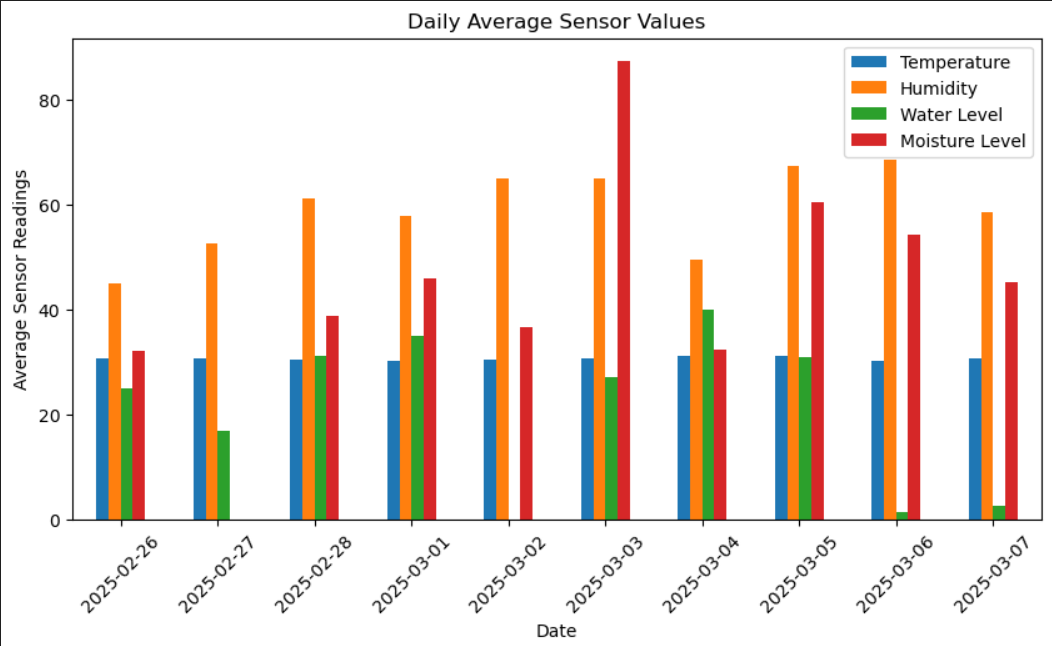 Daily Average Sensor Values
Temperature
Humidity
Water Level
Moisture Level
Average Sensor Readings
80
60
40
20
0
2025-02-26
2025-02-27
2025-02-28
2025-03-01
2025-03-02
2025-03-03
2025-03-04
2025-03-05
2025-03-06
2025-03-07
Date